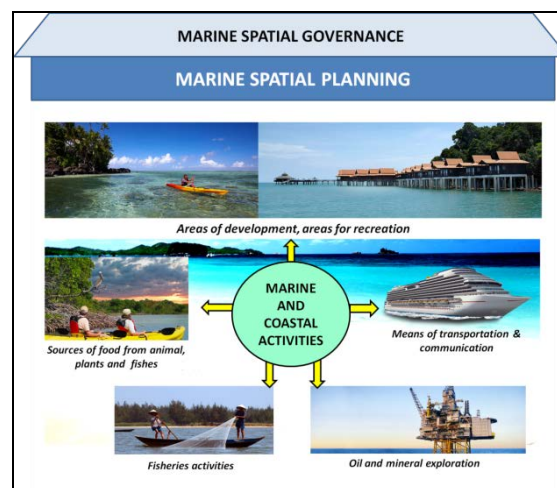 MARINE SPATIAL GOVERNANCE
MARINE SPATIAL PLANNING
Areas of development, areas for recreation
MARINE
AND
COASTAL
ACTIVITIES
Sources of food from animal,
plants and fishes
Means of transportation &
communication
Fisheries activities
Oil and mineral exploration